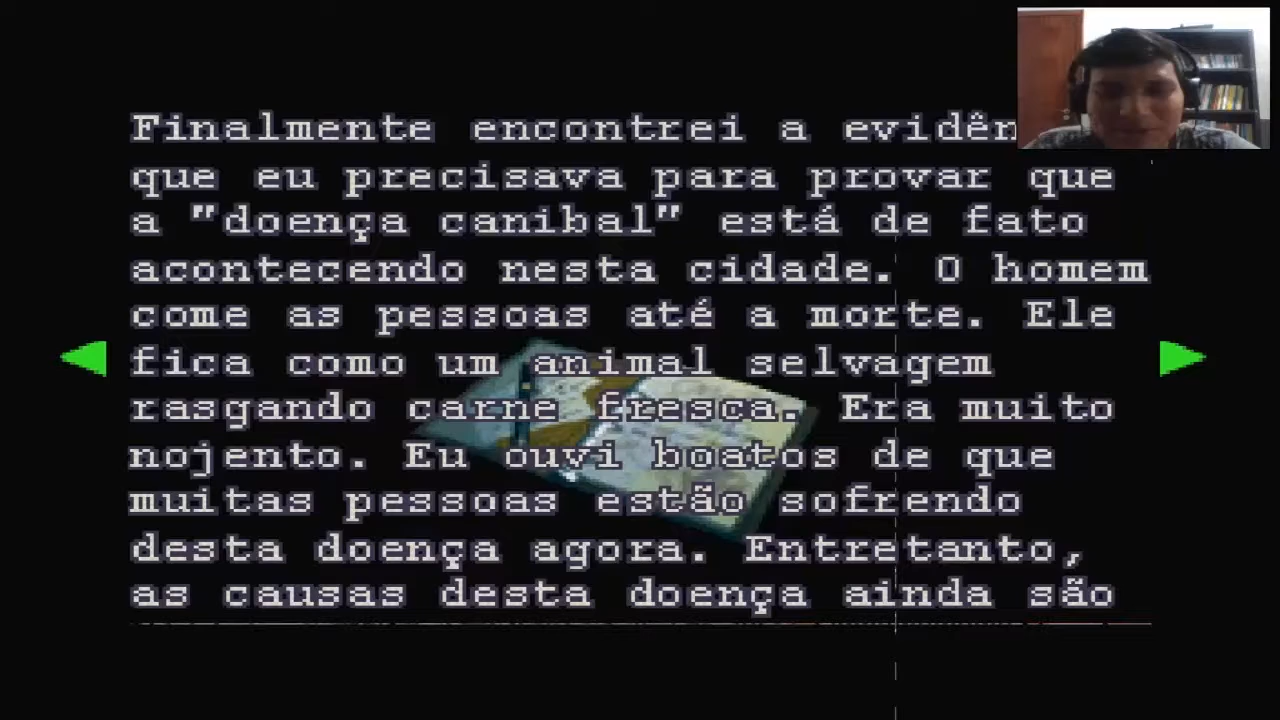 Finalmente encontrei a
que eu precisava para provar que
a "doença canibal" está de fato
acontecendo nesta cidade. O homem
come as pessoas até a morte. Ele
fica como um animal selvagem
rasgando carne fresca. Era muito
nojento. Eu ouvi boatos de que
muitas pessoas estão sofrendo
desta doença agora. Entretanto,
as causas desta doença ainda são